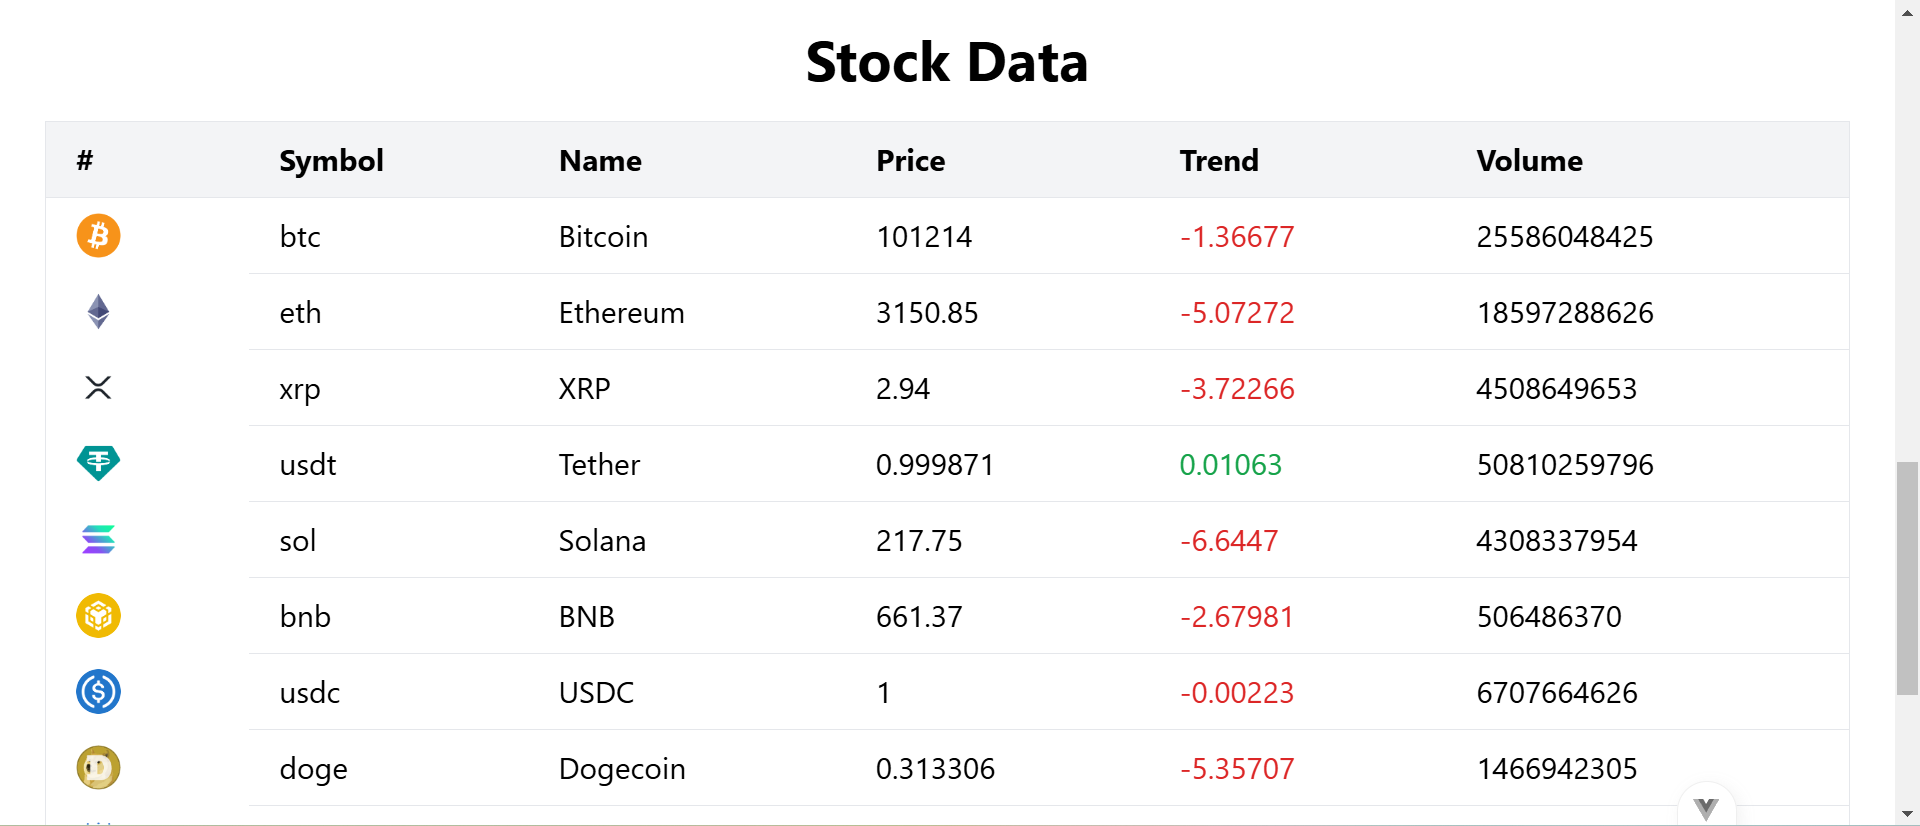 Stock Data
# Symbol Name Price Trend Volume
btc Bitcoin 101214 -1.36677 25586048425
eth Ethereum 3150.85 -5.07272 18597288626
xrp XRP 2.94 -3.72266 4508649653
usdt Tether 0.999871 0.01063 50810259796
sol Solana 217.75 -6.6447 4308337954
bnb BNB 661.37 -2.67981 506486370
usdc USDC 1 -0.00223 6707664626
doge Dogecoin 0.313306 -5.35707 1466942305